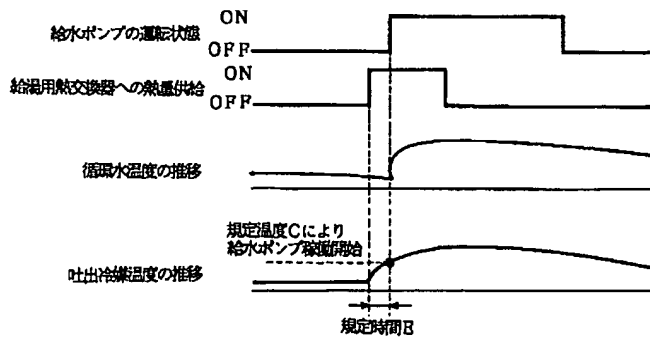 ON
給水ポンプの運転状態
OFF
ON
給湯用熱交換器への熱量供給
OFF
循環水温度の推移
規定温度Cにより
給水ポンプ稼動開始
吐出冷媒温度の推移
規定時間E